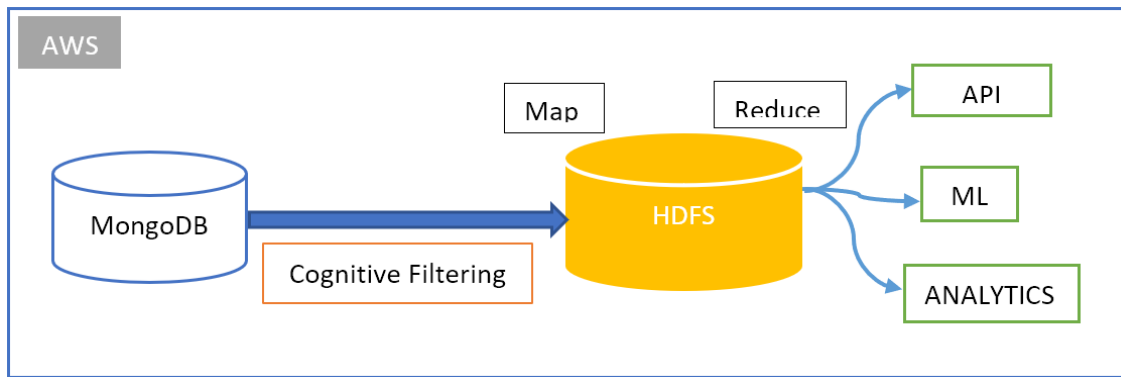 AWS
Map
Reduce
API
MongoDB
HDFS
ML
Cognitive Filtering
ANALYTICS